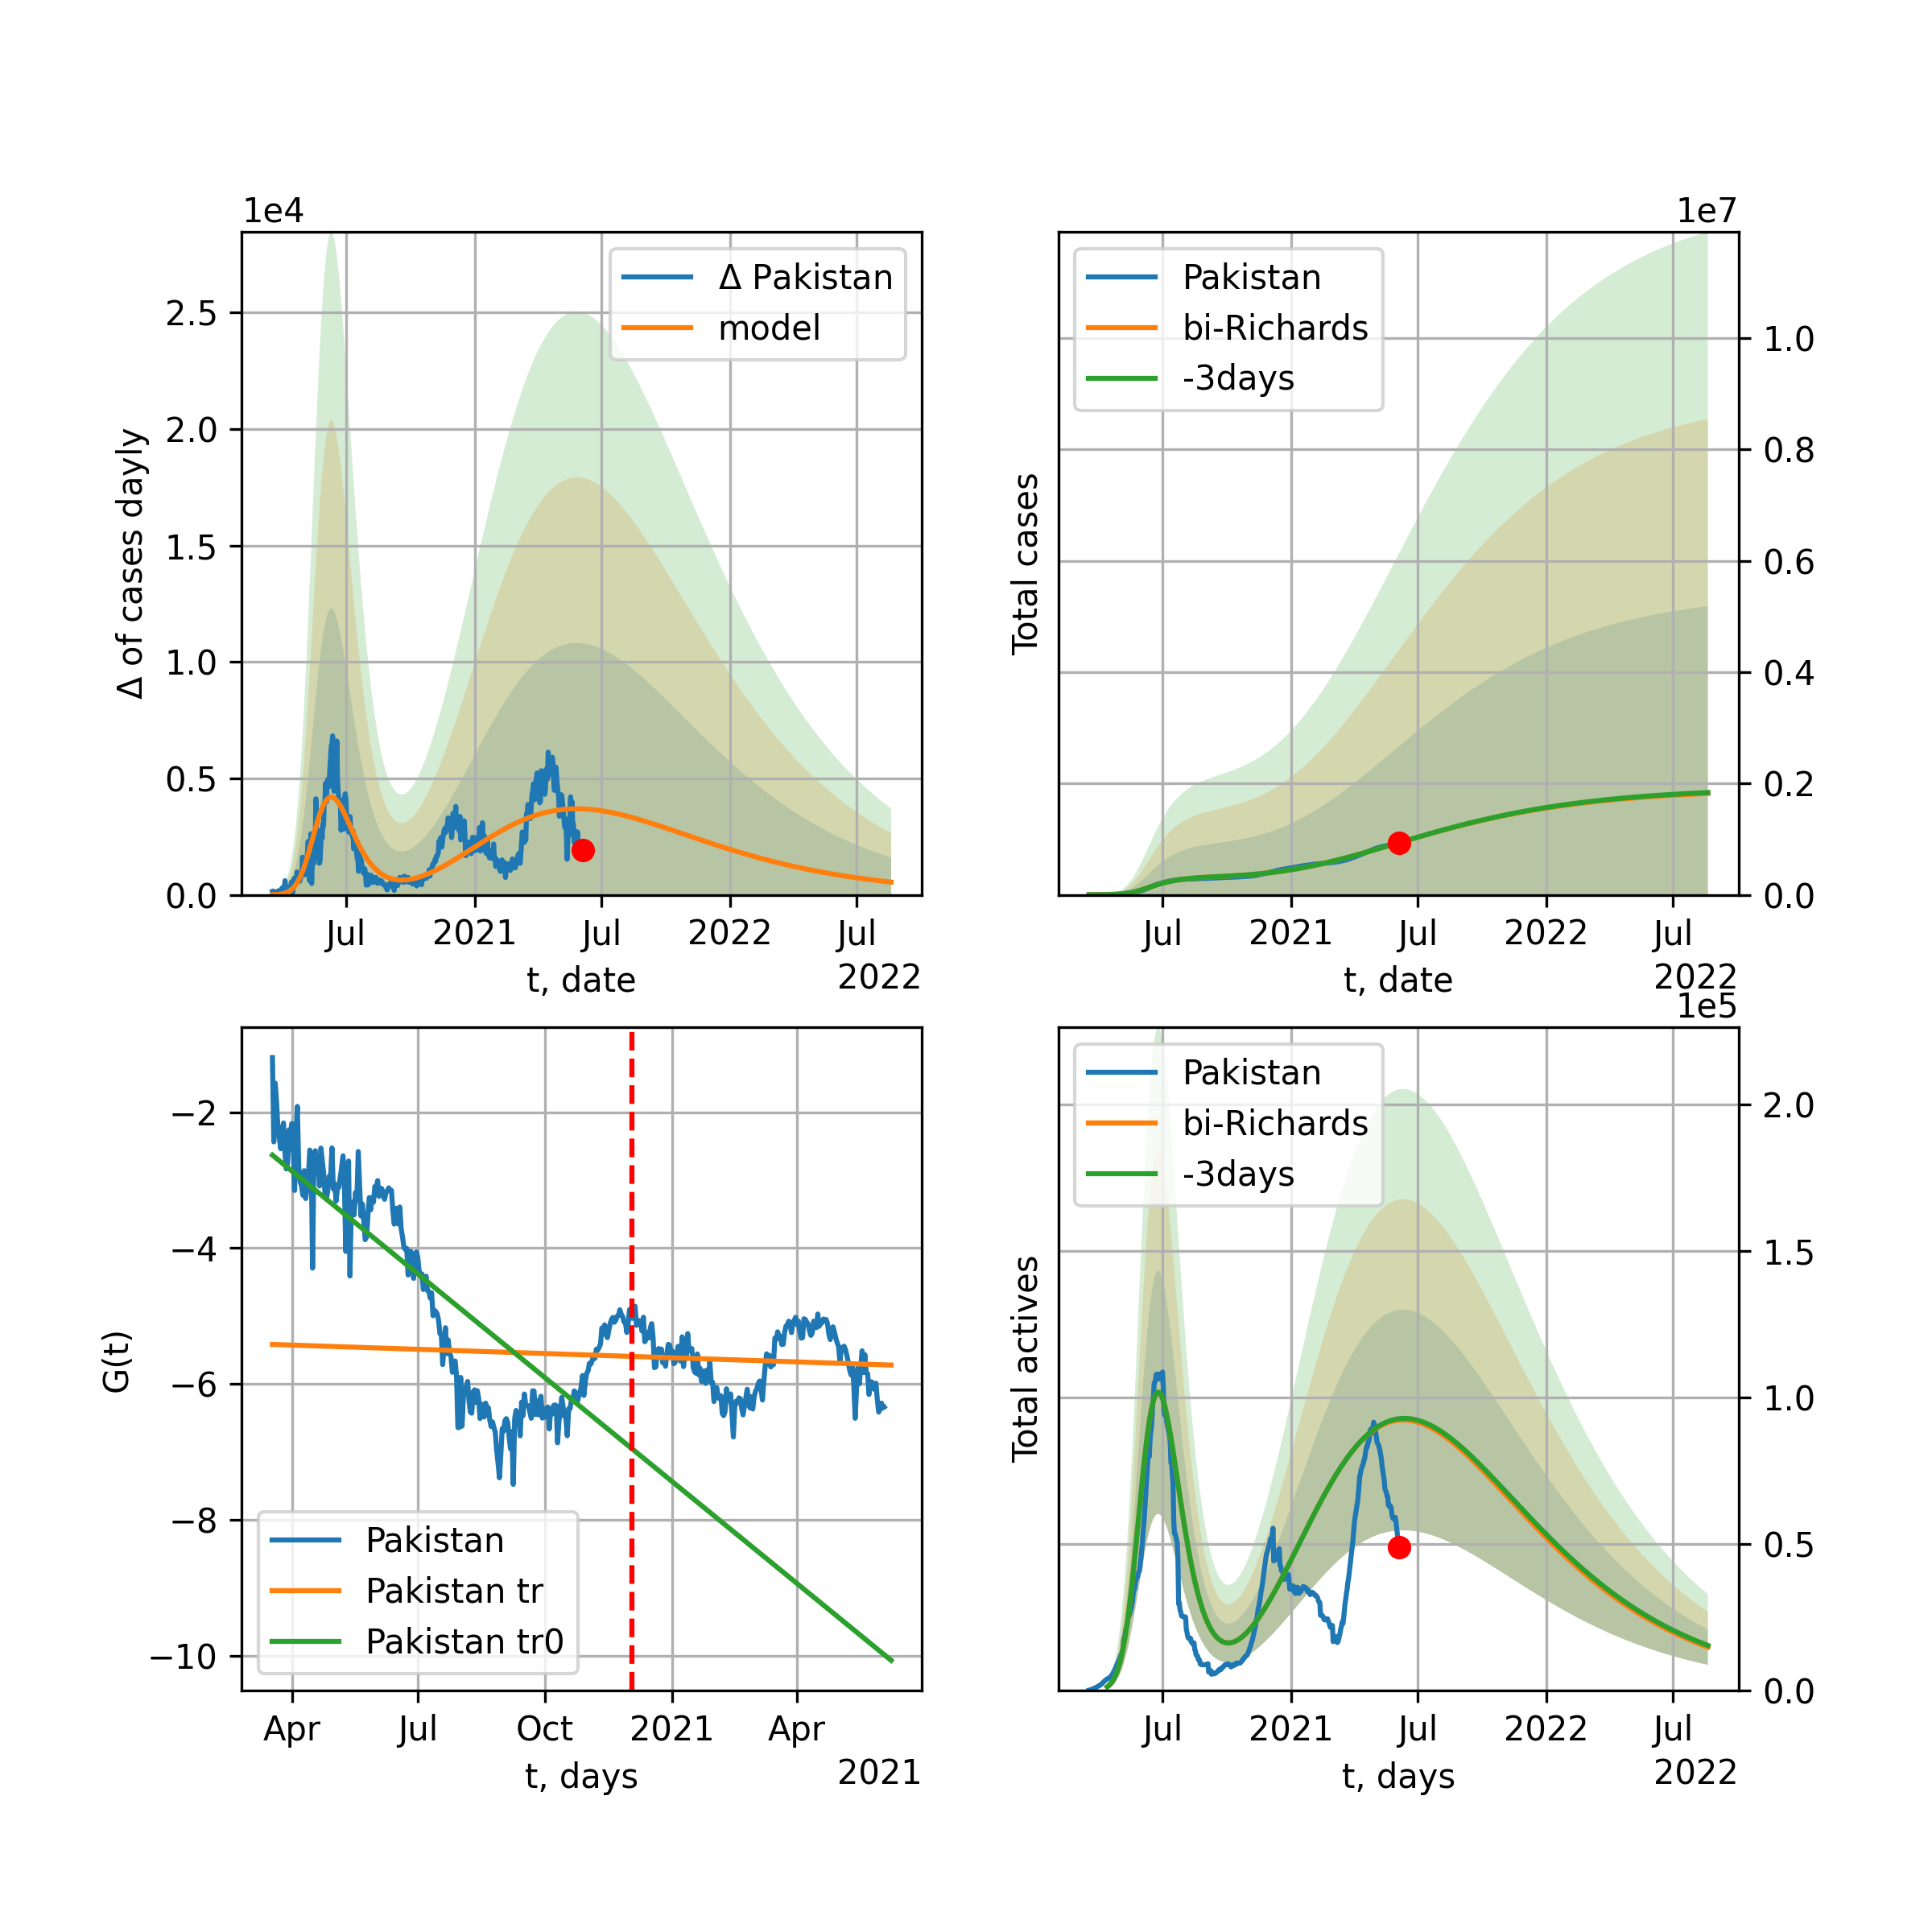 1e4
Δ of cases dayly
2.5
2.0
1.5
1.0
0.5
0.0
Δ Pakistan
model
Jul
2021
Jul
2022
Jul
t, date
2022
1e7
Total cases
Pakistan
bi-Richards
-3days
1.0
0.8
0.6
0.4
0.2
0.0
Jul
2021
Jul
2022
Jul
t, date
2022
G(t)
−2
−4
−6
−8
−10
Pakistan
Pakistan tr
Pakistan tr0
Apr
Jul
Oct
2021
Apr
t, days
2021
1e5
Total actives
Pakistan
bi-Richards
-3days
2.0
1.5
1.0
0.5
0.0
Jul
2021
Jul
2022
Jul
t, days
2022